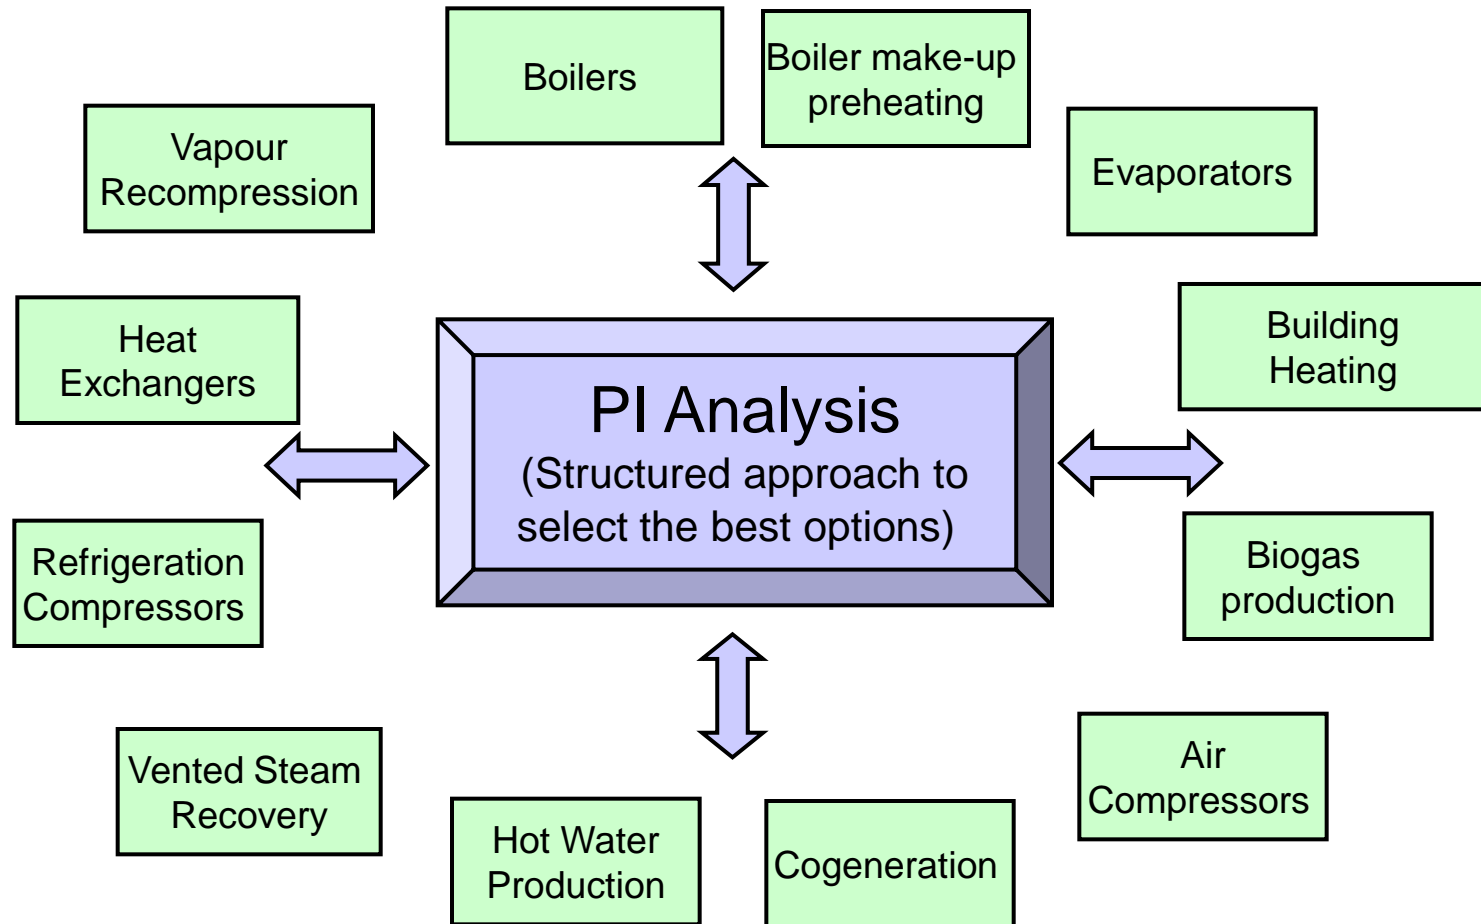 Boilers
Boiler make-up
preheating
Vapour
Recompression
Evaporators
Heat
Exchangers
Building
Heating
PI Analysis
(Structured approach to
select the best options)
Refrigeration
Compressors
Biogas
production
Vented Steam
Recovery
Air
Compressors
Hot Water
Production
Cogeneration